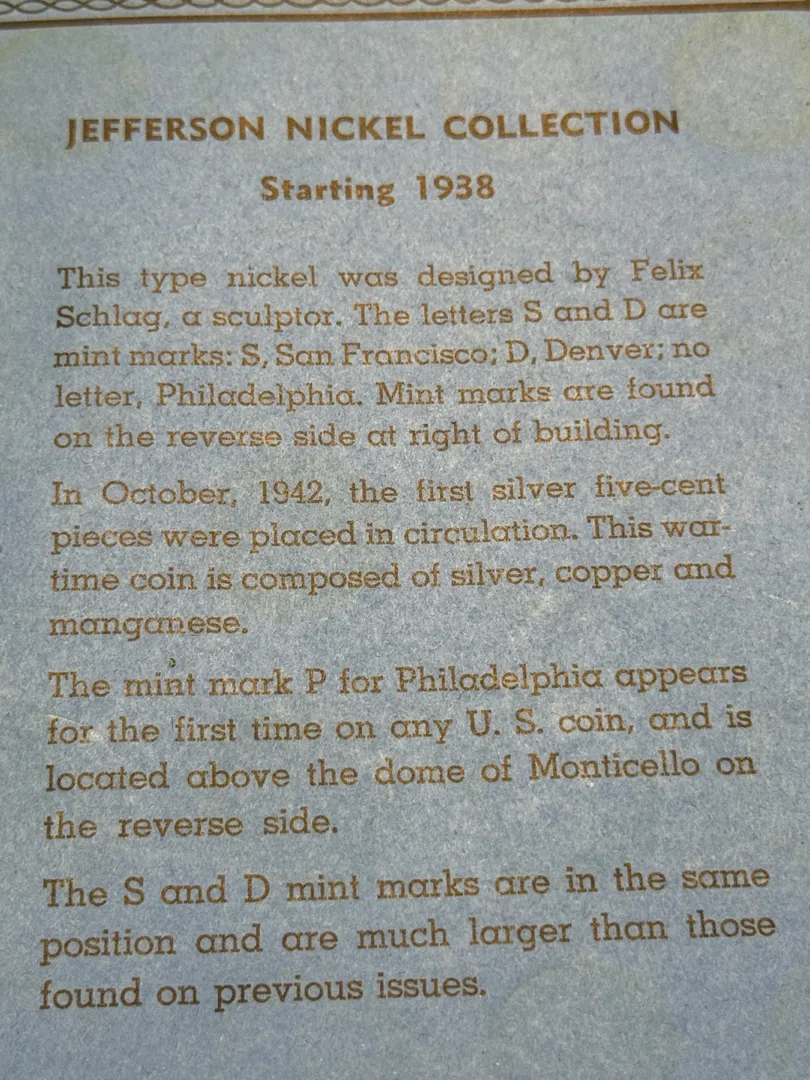 JEFFERSON NICKEL COLLECTION
Starting 1938
This type nickel was designed by Felix
Schlag, a sculptor. The letters S and D are
mint marks: S, San Francisco; D, Denver; no
letter, Philadelphia. Mint marks are found
on the reverse side at right of building.
In October, 1942, the first silver five-cent
pieces were placed in circulation. This war-
time coin is composed of silver, copper and
manganese.
The mint mark P for Philadelphia appears
for the first time on any U. S. coin, and is
located above the dome of Monticello on
the reverse side.
The S and D mint marks are in the same
position and are much larger than those
found on previous issues.